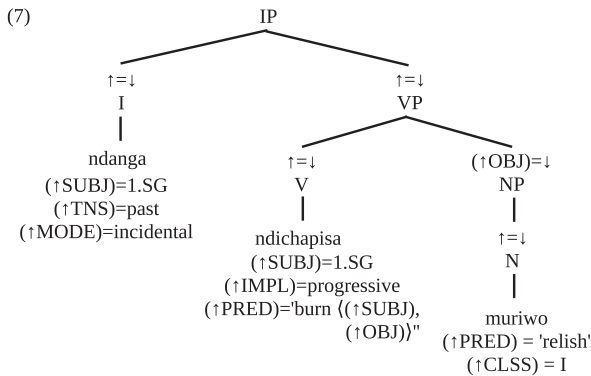 (7) IP
↑=↓ ↑=↓
I VP
ndanga ↑=↓ (↑OBJ)=↓
(↑SUBJ)=1.SG V NP
(↑TNS)=past
(↑MODE)=incidental ndichapisa ↑=↓
(↑SUBJ)=1.SG N
(↑IMPL)=progressive
(↑PRED)='burn ⟨(↑SUBJ), muriwo
(↑OBJ)⟩" (↑PRED) = 'relish'
(↑CLSS) = I